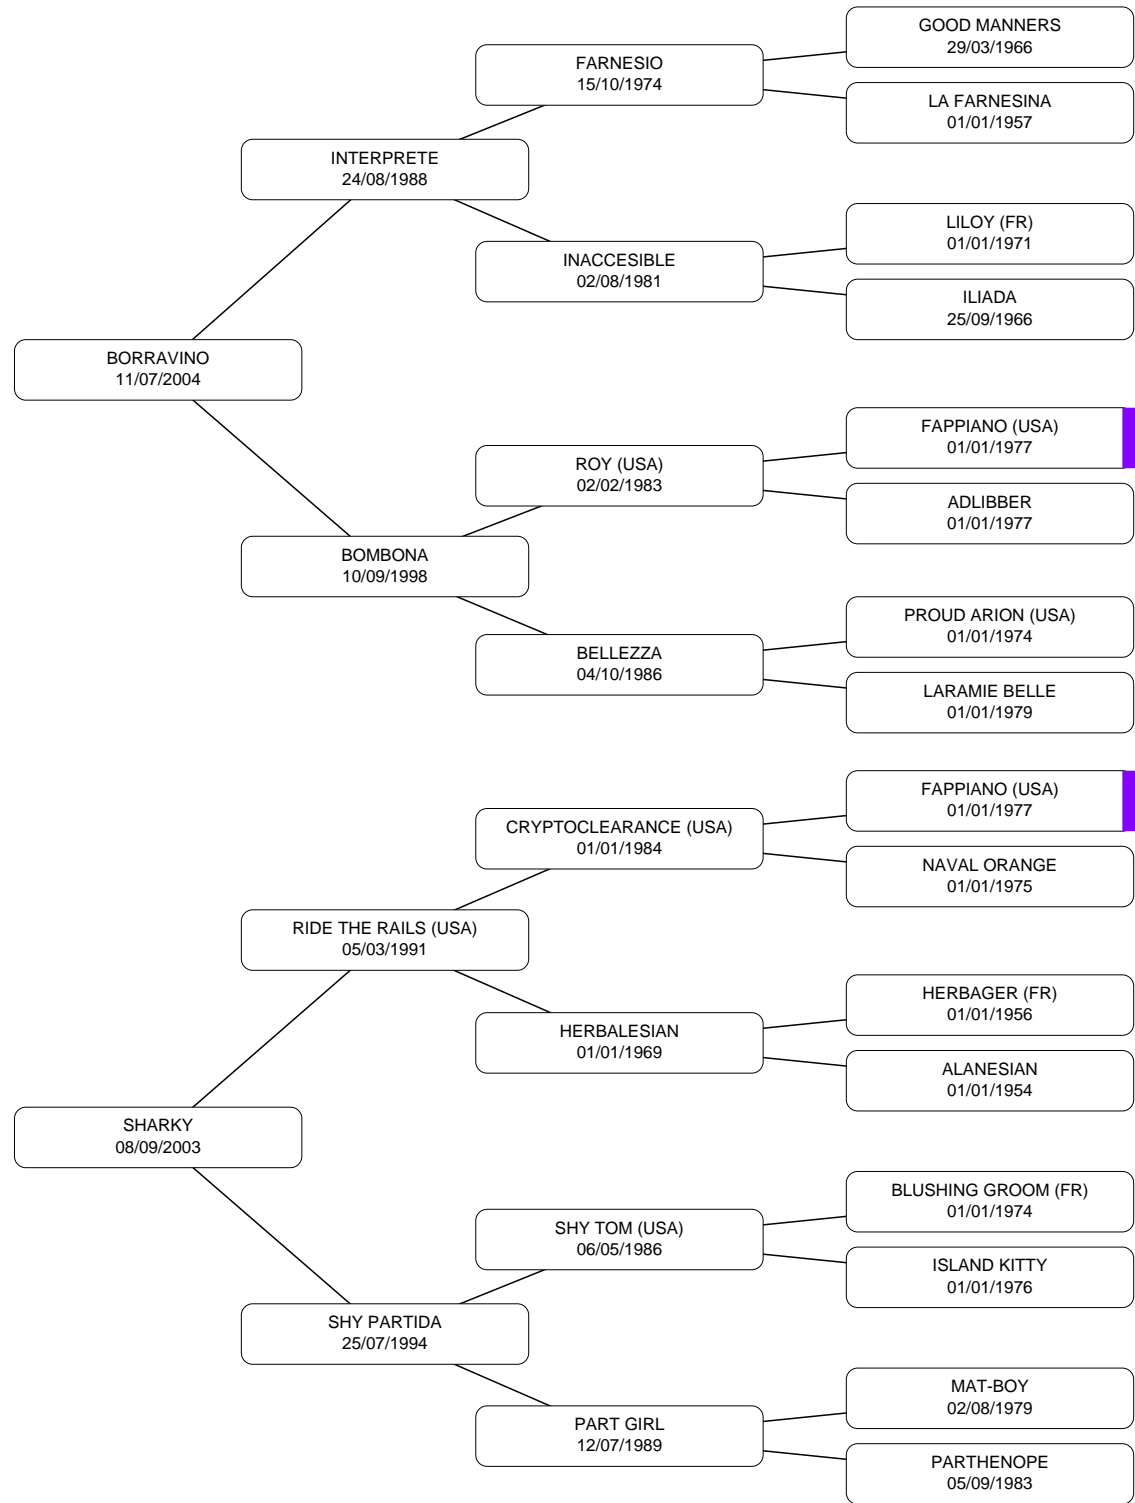 GOOD MANNERS
29/03/1966
FARNESIO
15/10/1974
LA FARNESINA
01/01/1957
INTERPRETE
24/08/1988
LILOY (FR)
01/01/1971
INACCESIBLE
02/08/1981
ILIADA
25/09/1966
BORRAVINO
11/07/2004
FAPPIANO (USA)
01/01/1977
ROY (USA)
02/02/1983
ADLIBBER
01/01/1977
BOMBONA
10/09/1998
PROUD ARION (USA)
01/01/1974
BELLEZZA
04/10/1986
LARAMIE BELLE
01/01/1979
FAPPIANO (USA)
01/01/1977
CRYPTOCLEARANCE (USA)
01/01/1984
NAVAL ORANGE
01/01/1975
RIDE THE RAILS (USA)
05/03/1991
HERBAGER (FR)
01/01/1956
HERBALESIAN
01/01/1969
ALANESIAN
01/01/1954
SHARKY
08/09/2003
BLUSHING GROOM (FR)
01/01/1974
SHY TOM (USA)
06/05/1986
ISLAND KITTY
01/01/1976
SHY PARTIDA
25/07/1994
MAT-BOY
02/08/1979
PART GIRL
12/07/1989
PARTHENOPE
05/09/1983